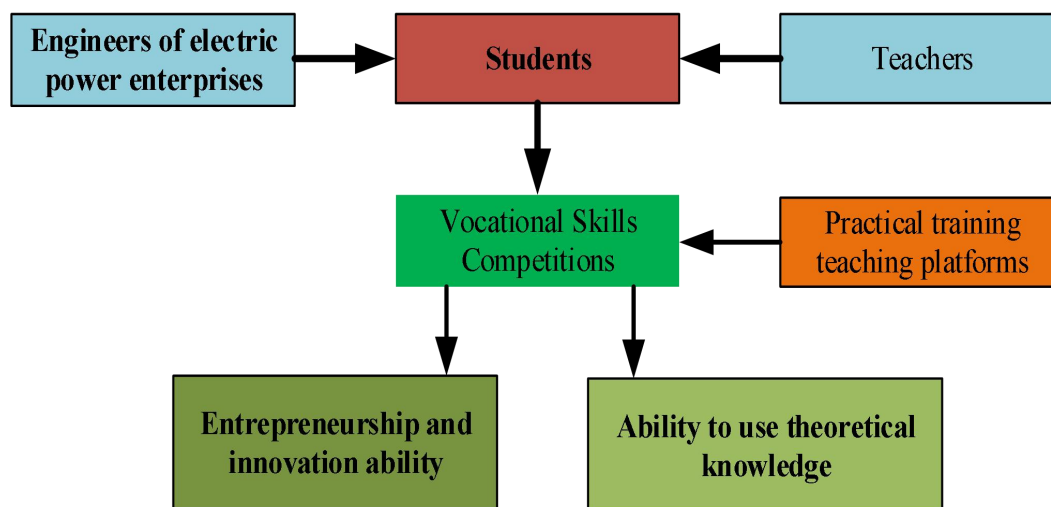 Engineers of electric
power enterprises
Students
Teachers
Vocational Skills
Competitions
Practical training
teaching platforms
Entrepreneurship and
innovation ability
Ability to use theoretical
knowledge